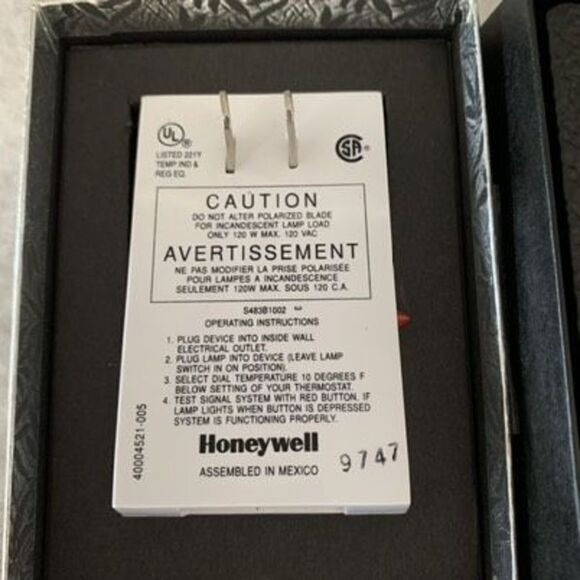 UL
®
LISTED 221Y
TEMP IND &
REG EQ.
SA ®
CAUTION
DO NOT ALTER POLARIZED BLADE
FOR INCANDESCENT LAMP LOAD
ONLY 120 W MAX. 120 VAC
AVERTISSEMENT
NE PAS MODIFIER LA PRISE POLARISÉE
POUR LAMPES A INCANDESCENCE
SEULEMENT 120W MAX. SOUS 120 C.A.
S483B1002
OPERATING INSTRUCTIONS
1. PLUG DEVICE INTO INSIDE WALL
ELECTRICAL OUTLET.
2. PLUG LAMP INTO DEVICE (LEAVE LAMP
SWITCH IN ON POSITION).
3. SELECT DIAL TEMPERATURE 10 DEGREES F
BELOW SETTING OF YOUR THERMOSTAT.
4. TEST SIGNAL SYSTEM WITH RED BUTTON. IF
LAMP LIGHTS WHEN BUTTON IS DEPRESSED
SYSTEM IS FUNCTIONING PROPERLY.
40004521-005
Honeywell
ASSEMBLED IN MEXICO
9747